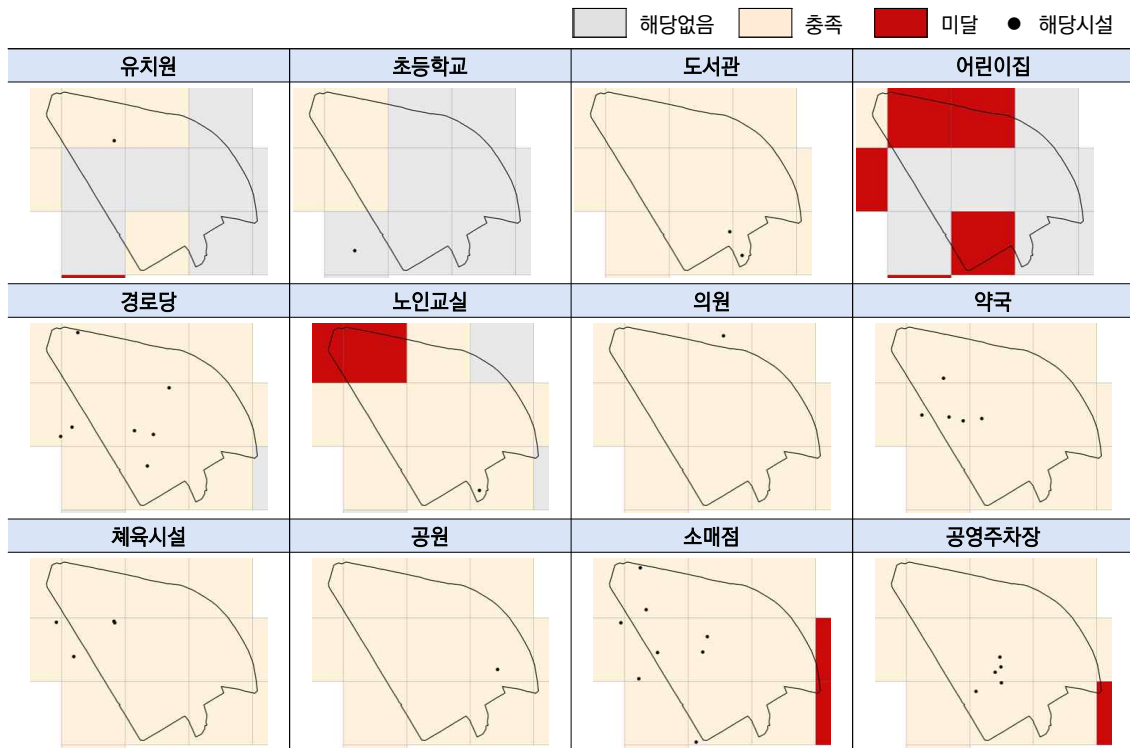 해당없음 충족 미달 해당시설
유치원 초등학교 도서관 어린이집
경로당 노인교실 의원 약국
체육시설 공원 소매점 공영주차장